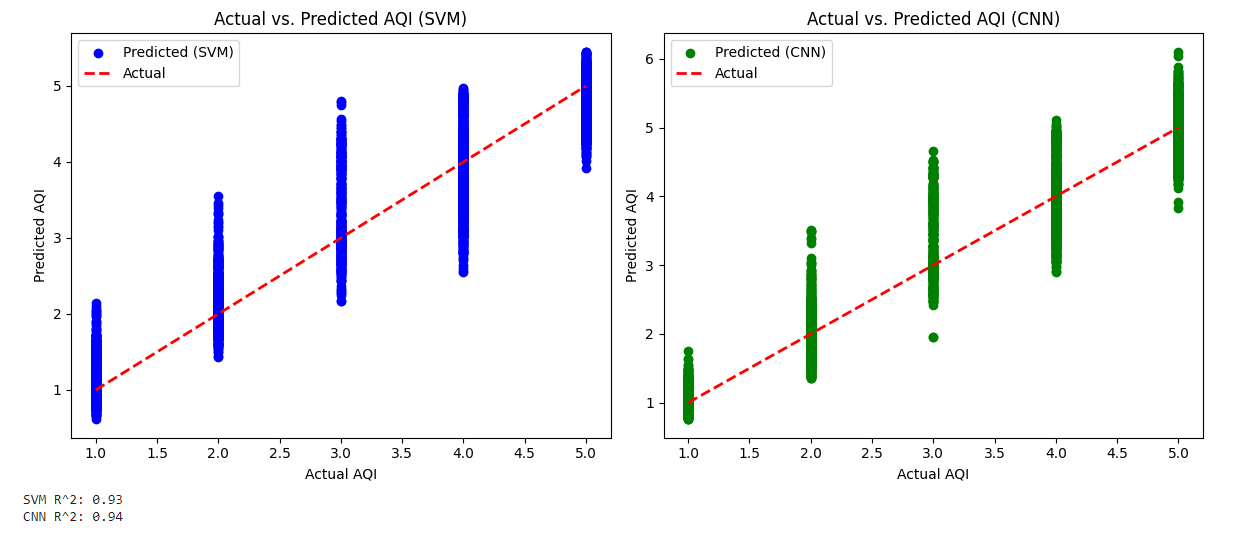 Actual vs. Predicted AQI (SVM)
Predicted (SVM)
Actual
Predicted AQI
5
4
3
2
1
1.0 1.5 2.0 2.5 3.0 3.5 4.0 4.5 5.0
Actual AQI
Actual vs. Predicted AQI (CNN)
Predicted (CNN)
Actual
Predicted AQI
6
5
4
3
2
1
1.0 1.5 2.0 2.5 3.0 3.5 4.0 4.5 5.0
Actual AQI
SVM R^2: 0.93
CNN R^2: 0.94